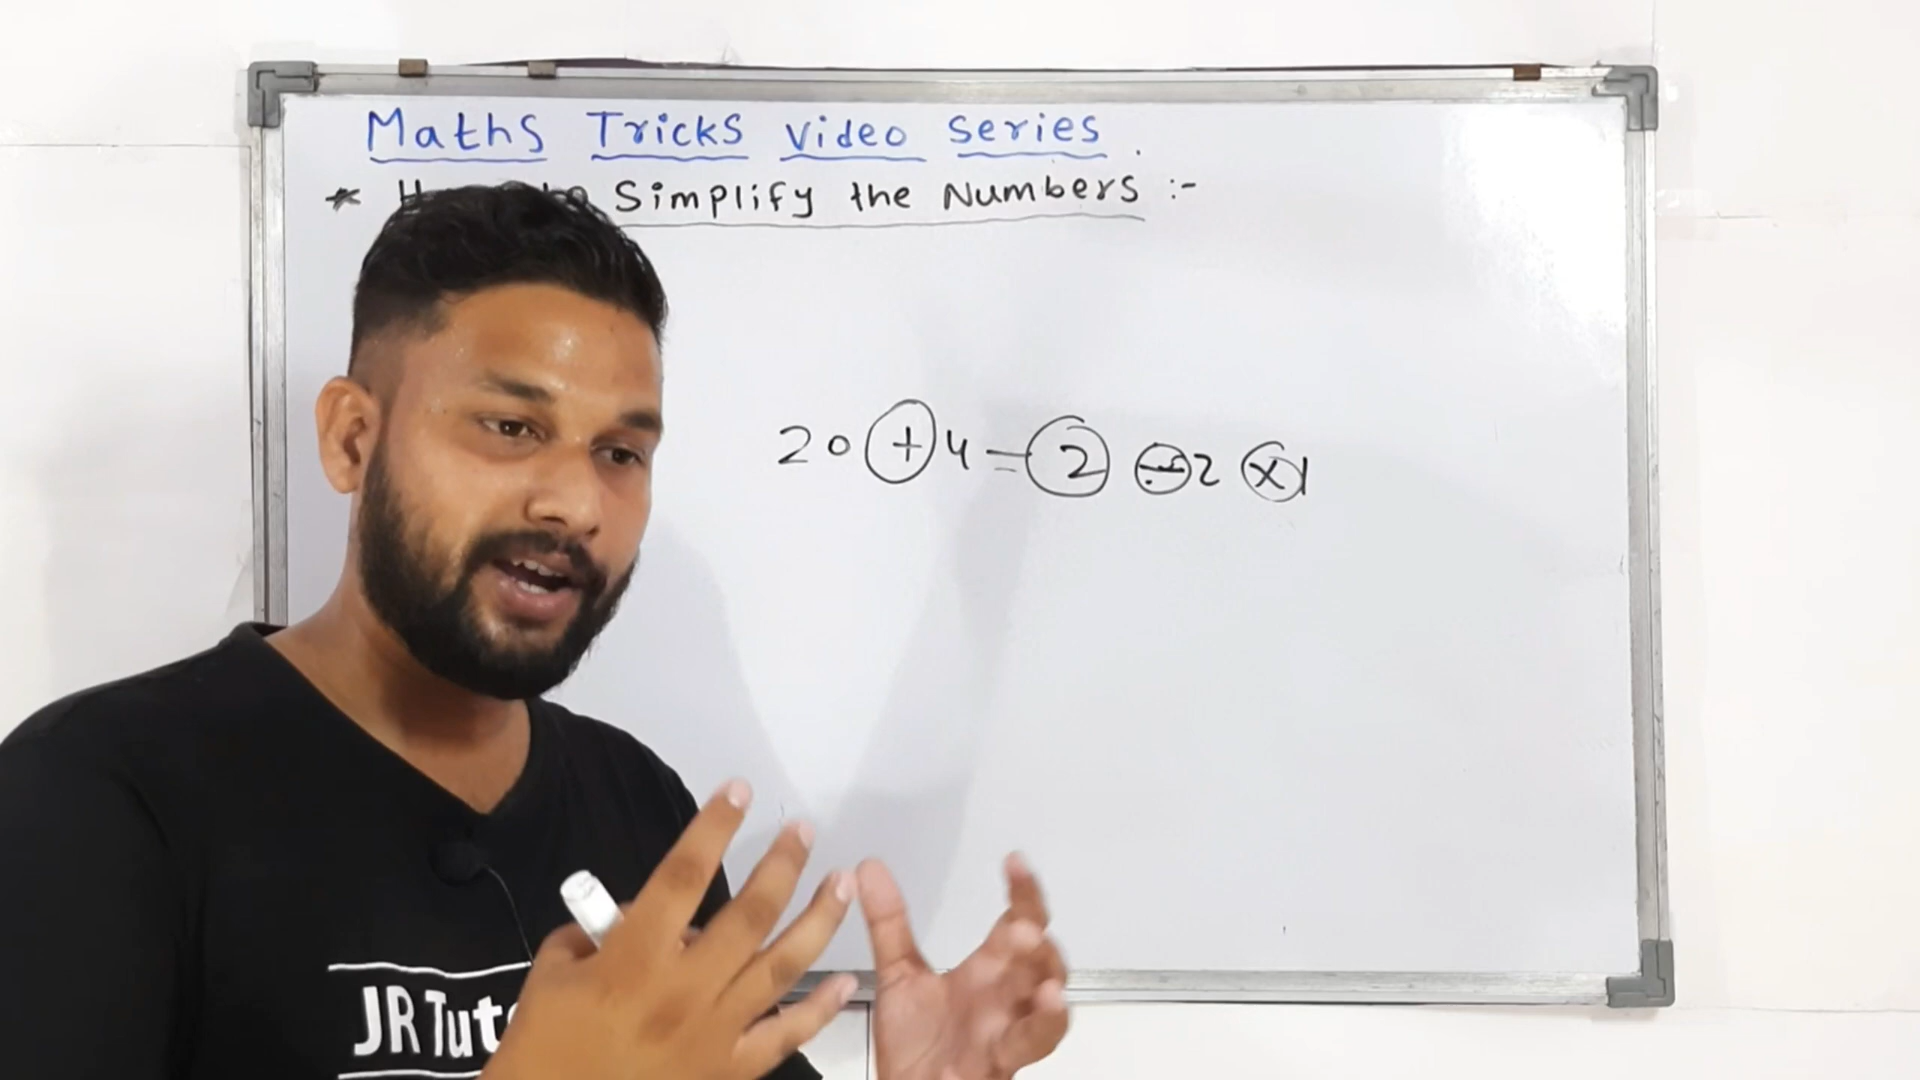 Maths Tricks Video Series .
* Simplify the Numbers :-
20 + 4 - 2 ÷ 2 x 1
JR Tut